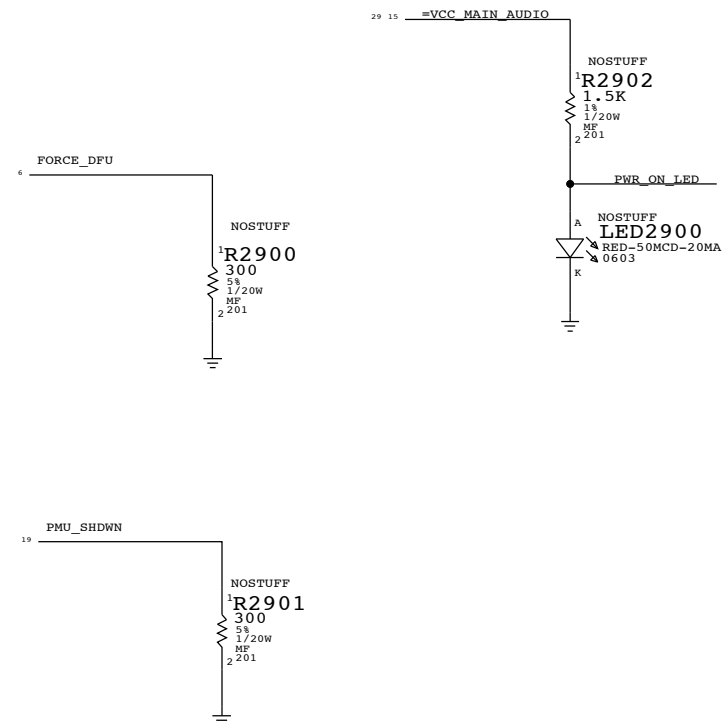 29 15 =VCC_MAIN_AUDIO
NOSTUFF
1
R2902
1.5K
1%
1/20W
MF
2 201
PWR_ON_LED
A
NOSTUFF
LED2900
RED-50MCD-20MA
0603
K
6 FORCE_DFU
NOSTUFF
1
R2900
300
5%
1/20W
MF
2 201
19 PMU_SHDWN
NOSTUFF
1
R2901
300
5%
1/20W
MF
2 201